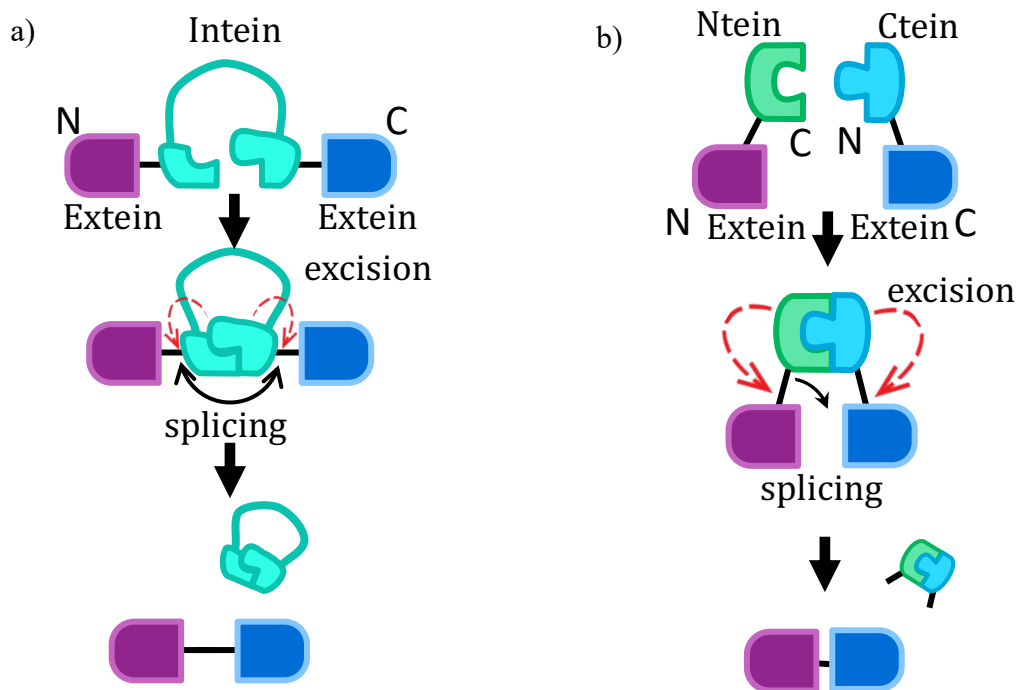 a)
Intein
N
C
Extein
Extein
excision
splicing
b)
Ntein
Ctein
C
N
N
Extein
Extein
C
excision
splicing